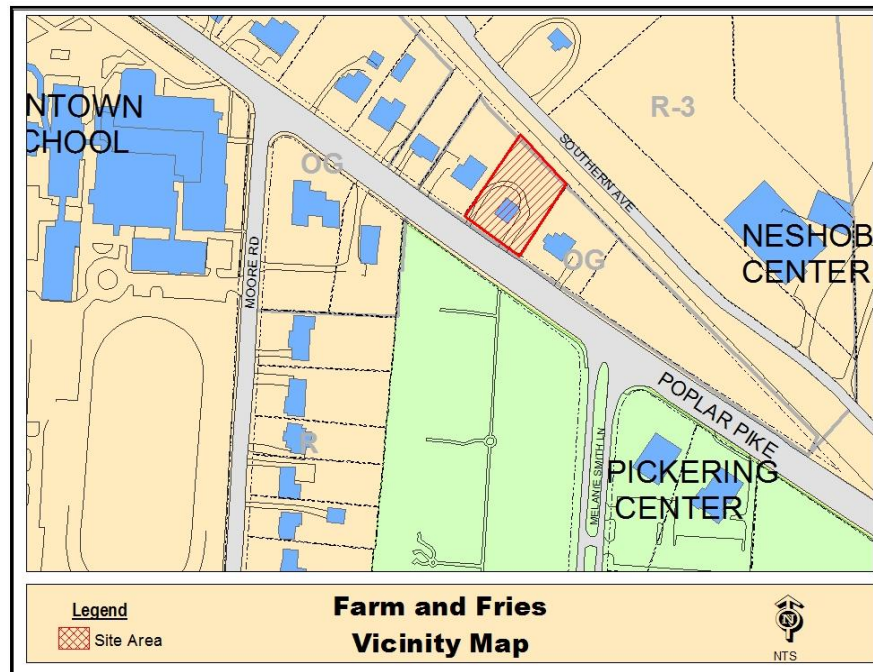 NTOWN
CHOOL
OG
R-3
SOUTHERN AVE
NESHOB
CENTER
MOORE RD
OG
POPLAR PIKE
R
MELANIE SMITH LN
PICKERING
CENTER
Legend
Site Area
Farm and Fries
Vicinity Map
N
NTS